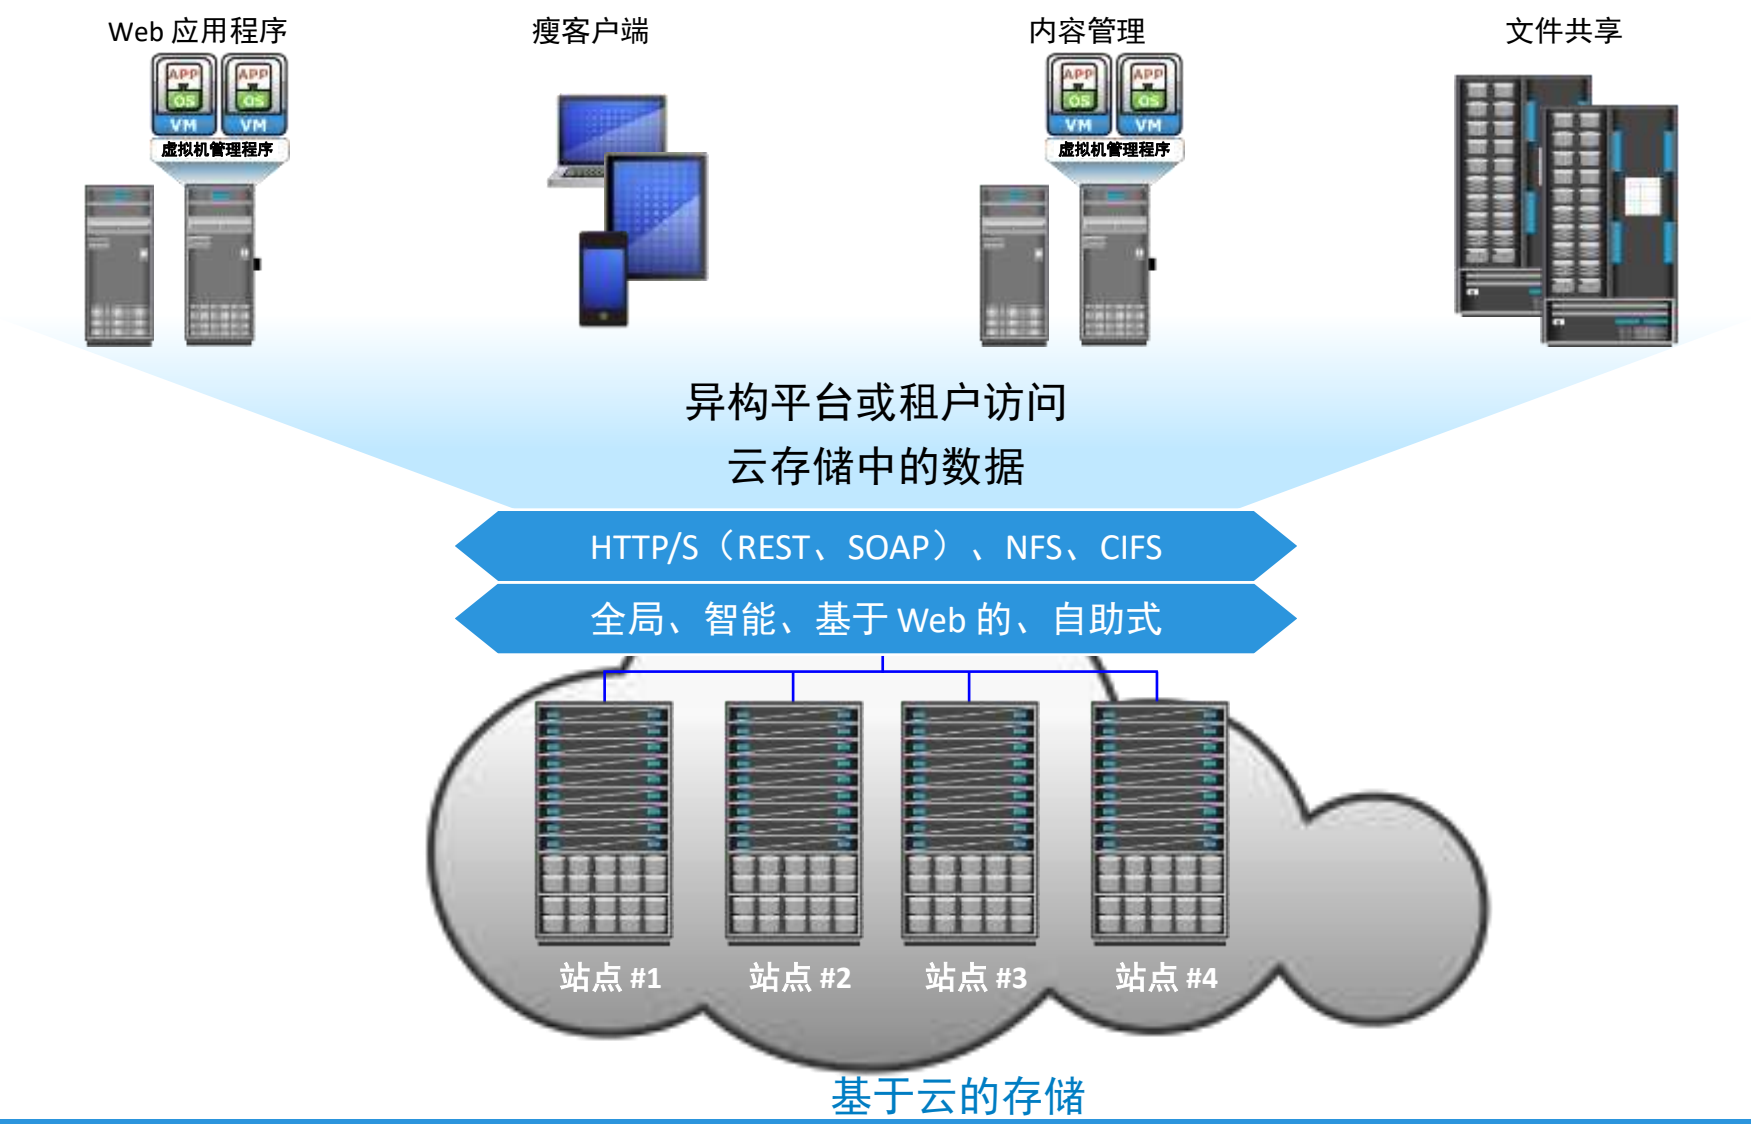 Web 应用程序
瘦客户端
内容管理
文件共享
APP APP
OS OS
VM VM
虚拟机管理程序
APP APP
OS OS
VM VM
虚拟机管理程序
异构平台或租户访问
云存储中的数据
HTTP/S（REST、SOAP）、NFS、CIFS
全局、智能、基于 Web 的、自助式
站点 #1
站点 #2
站点 #3
站点 #4
基于云的存储